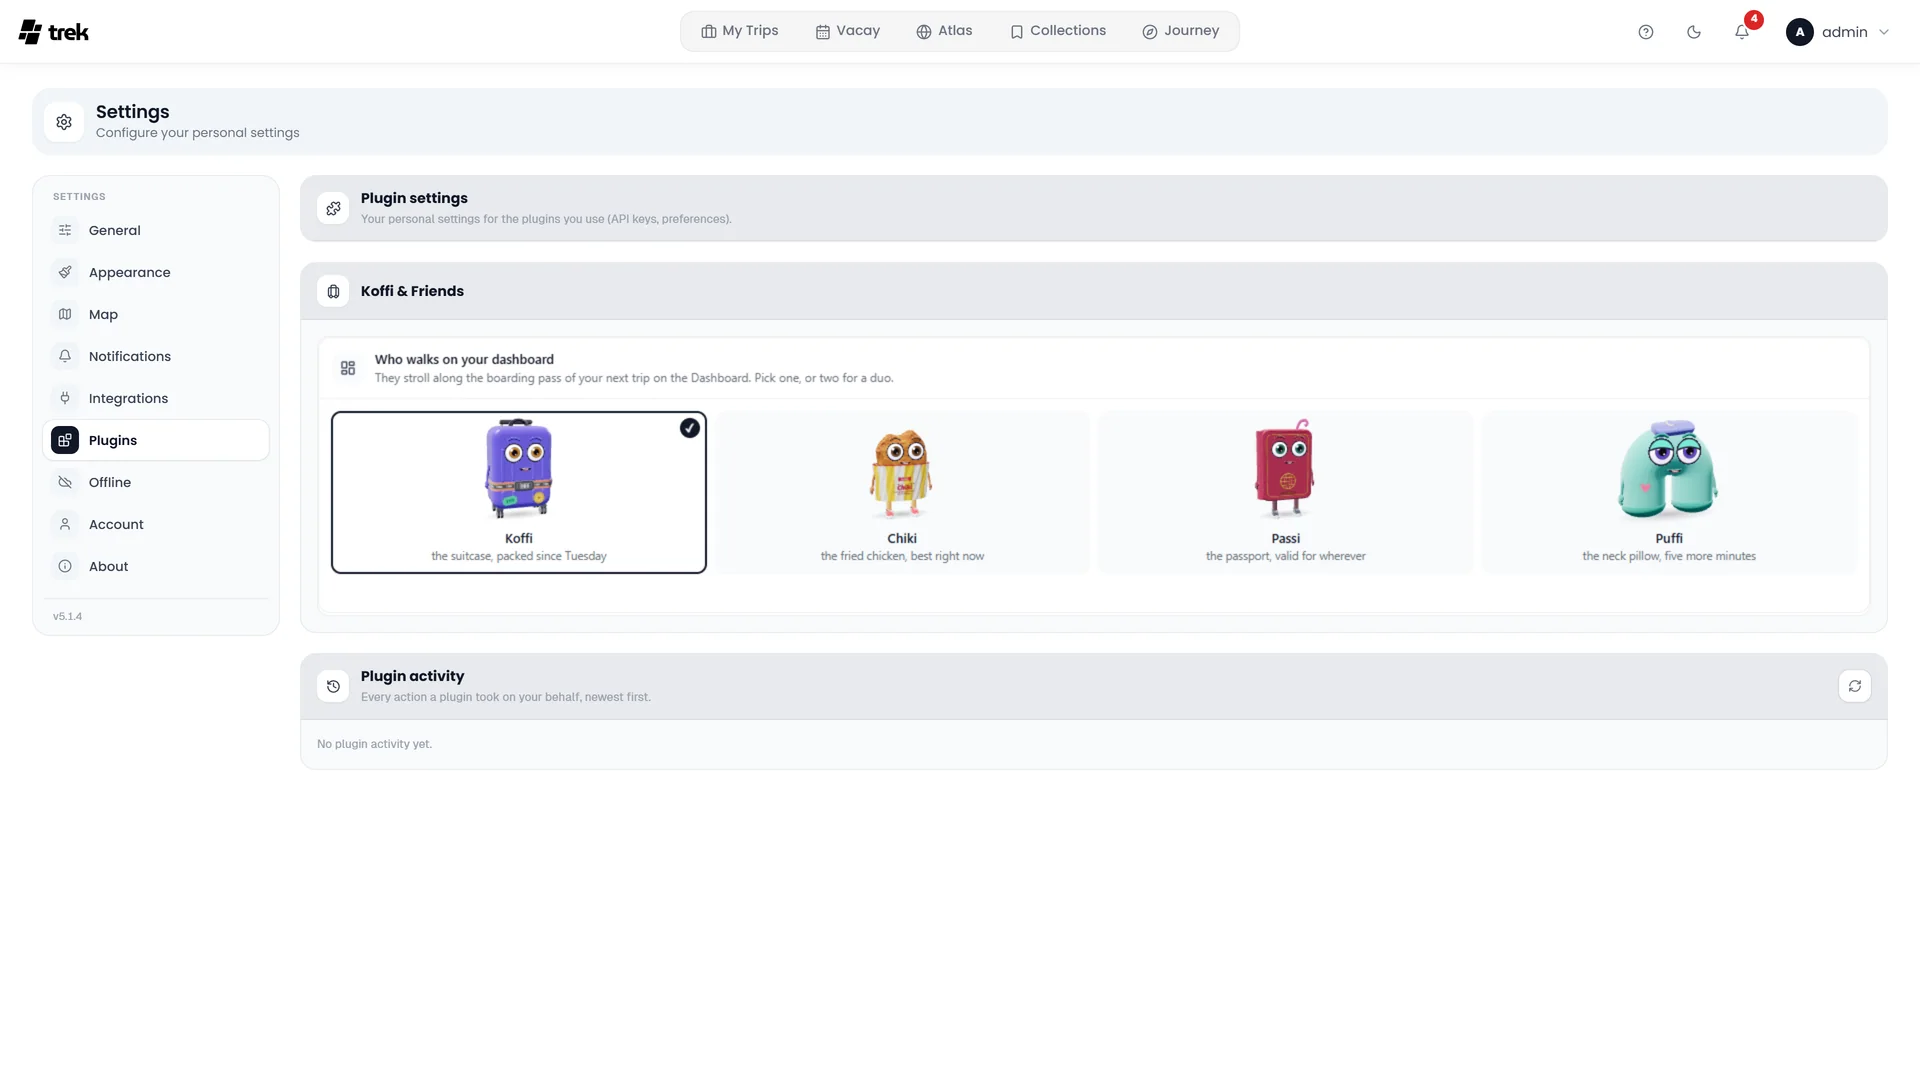 trek
My Trips
Vacay
Atlas
Collections
Journey
4
A
admin
Settings
Configure your personal settings
SETTINGS
General
Appearance
Map
Notifications
Integrations
Plugins
Offline
Account
About
v5.1.4
Plugin settings
Your personal settings for the plugins you use (API keys, preferences).
Koffi & Friends
Who walks on your dashboard
They stroll along the boarding pass of your next trip on the Dashboard. Pick one, or two for a duo.
Koffi
the suitcase, packed since Tuesday
Chiki
the fried chicken, best right now
Passi
the passport, valid for wherever
Puffi
the neck pillow, five more minutes
Plugin activity
Every action a plugin took on your behalf, newest first.
No plugin activity yet.